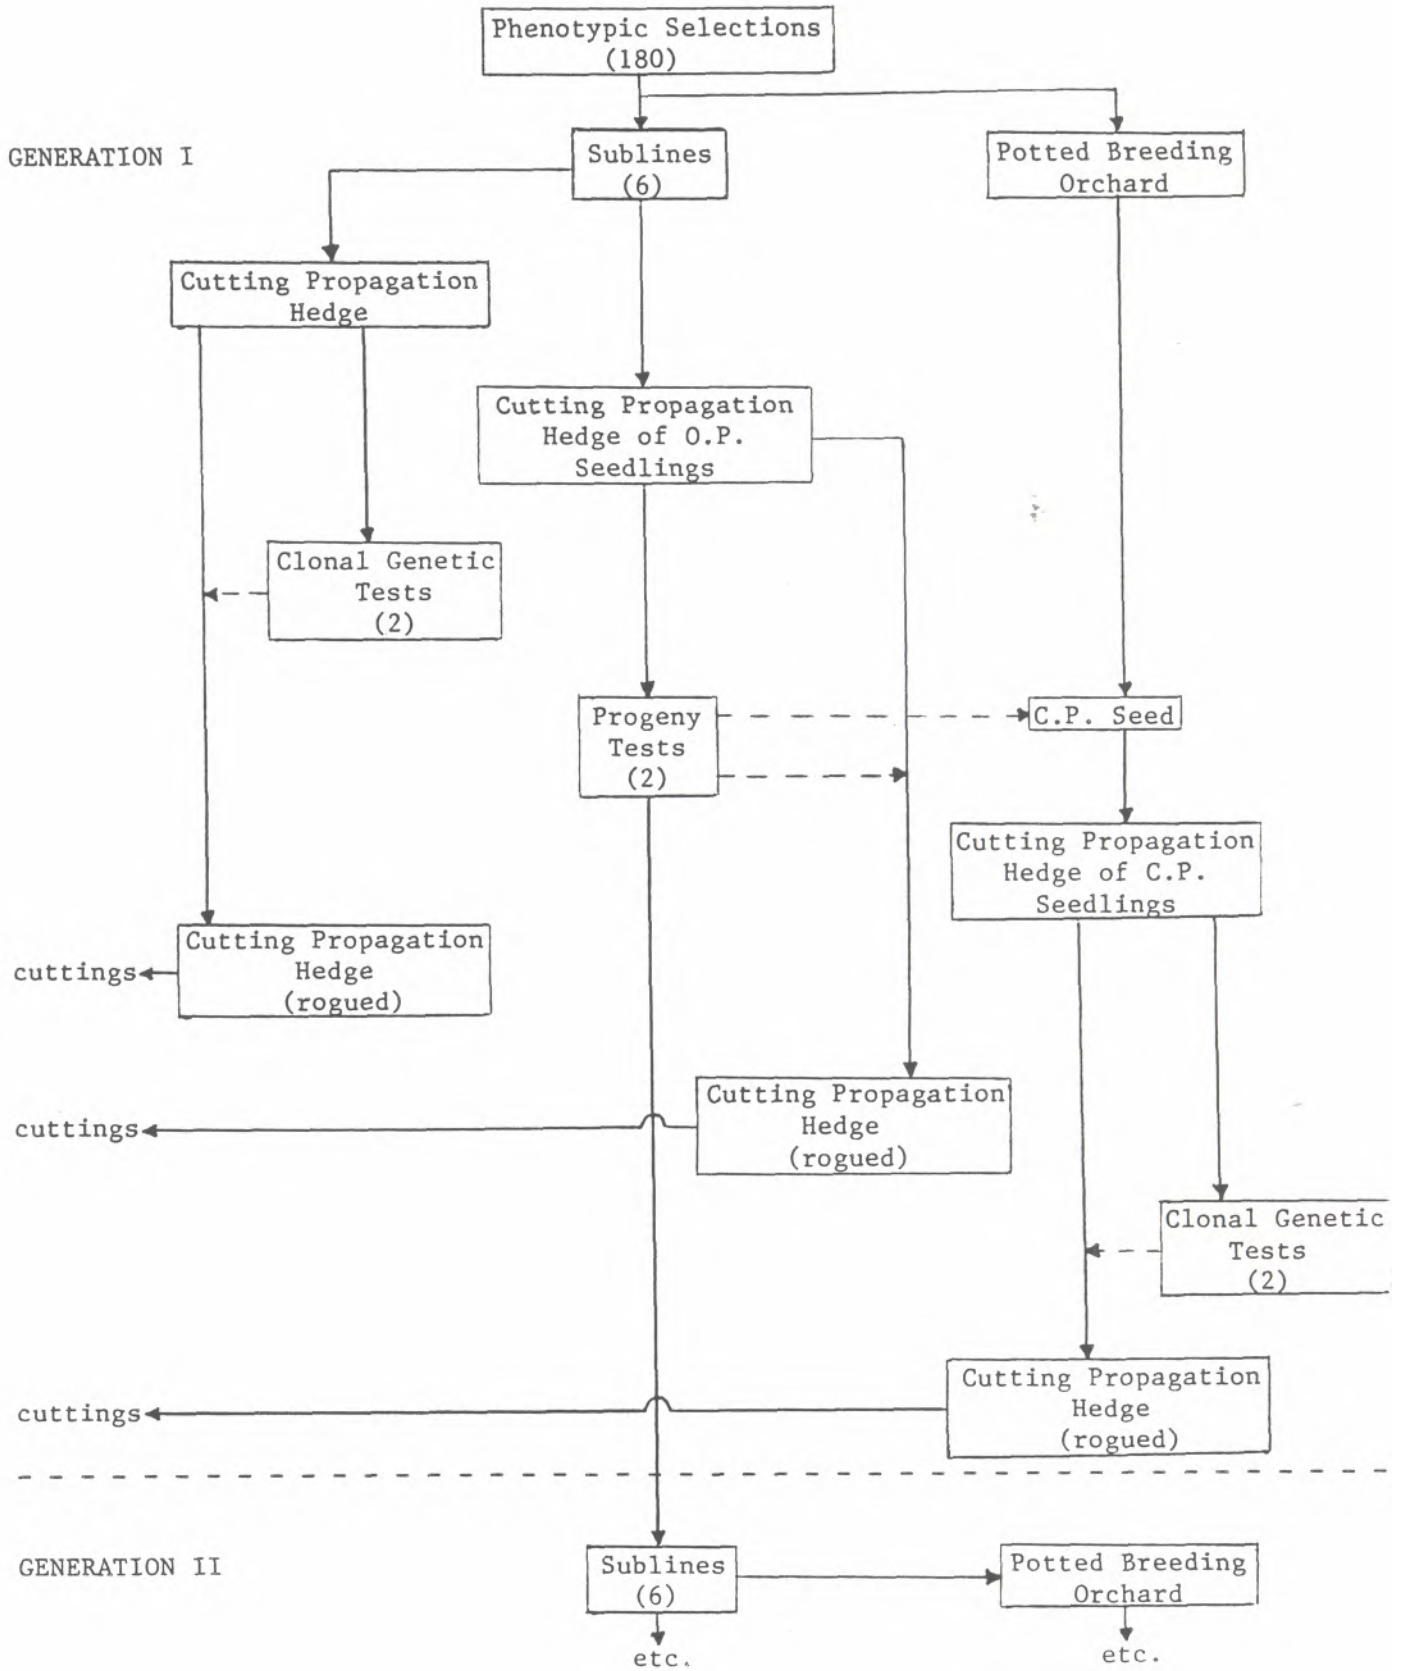 Phenotypic Selections
(180)
GENERATION I
Sublines
(6)
Potted Breeding
Orchard
Cutting Propagation
Hedge
Cutting Propagation
Hedge of O.P.
Seedlings
Clonal Genetic
Tests
(2)
Progeny
Tests
(2)
C.P. Seed
Cutting Propagation
Hedge of C.P.
Seedlings
Cutting Propagation
Hedge
(rogued)
cuttings
Cutting Propagation
Hedge
(rogued)
cuttings
Clonal Genetic
Tests
(2)
Cutting Propagation
Hedge
(rogued)
cuttings
GENERATION II
Sublines
(6)
Potted Breeding
Orchard
etc.
etc.